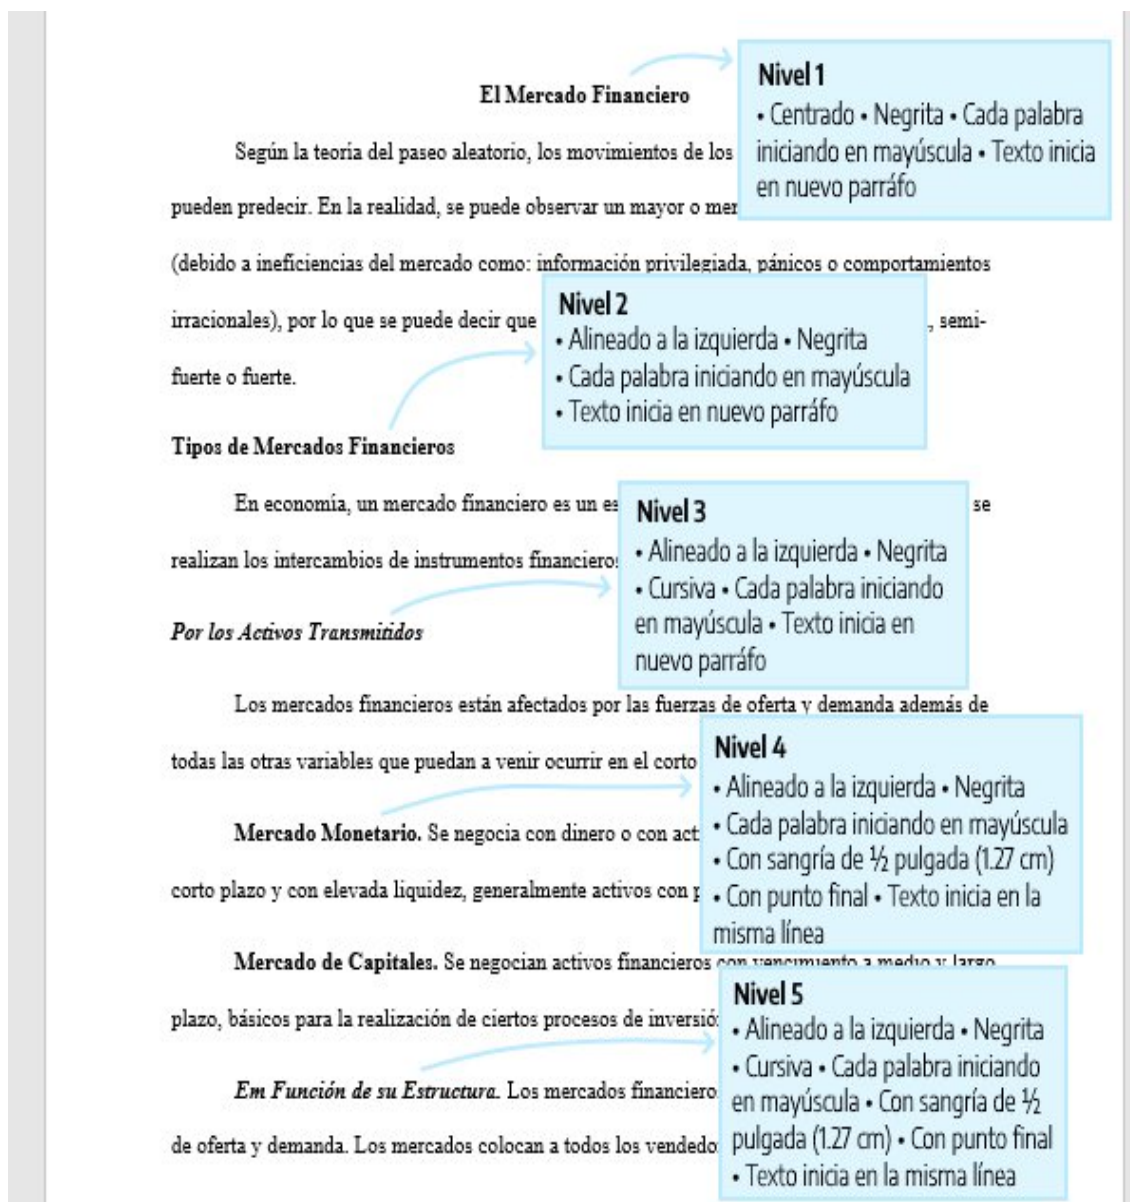 El Mercado Financiero
Nivel 1
• Centrado • Negrita • Cada palabra
iniciando en mayúscula • Texto inicia
en nuevo parráfo
Según la teoría del paseo aleatorio, los movimientos de los
pueden predecir. En la realidad, se puede observar un mayor o
(debido a ineficiencias del mercado como: información privilegiada, pánicos o comportamientos
irracionales), por lo que se puede decir que
, semi-
fuerte o fuerte.
Nivel 2
• Alineado a la izquierda • Negrita
• Cada palabra iniciando en mayúscula
• Texto inicia en nuevo parráfo
Tipos de Mercados Financieros
En economía, un mercado financiero es un
se
realizan los intercambios de instrumentos financieros
Nivel 3
• Alineado a la izquierda • Negrita
• Cursiva • Cada palabra iniciando
en mayúscula • Texto inicia en
nuevo parráfo
Por los Activos Transmitidos
Los mercados financieros están afectados por las fuerzas de oferta y demanda además de
todas las otras variables que puedan a venir ocurrir en el corto
Nivel 4
• Alineado a la izquierda • Negrita
• Cada palabra iniciando en mayúscula
• Con sangría de ½ pulgada (1.27 cm)
• Con punto final • Texto inicia en la
misma línea
Mercado Monetario. Se negocia con dinero o con
corto plazo y con elevada liquidez, generalmente activos con
Mercado de Capitales. Se negocian activos financieros con vencimiento a medio y largo
plazo, básicos para la realización de ciertos procesos de
Nivel 5
• Alineado a la izquierda • Negrita
• Cursiva • Cada palabra iniciando
en mayúscula • Con sangría de ½
pulgada (1.27 cm) • Con punto final
• Texto inicia en la misma línea
Em Función de su Estructura. Los mercados
de oferta y demanda. Los mercados colocan a todos los